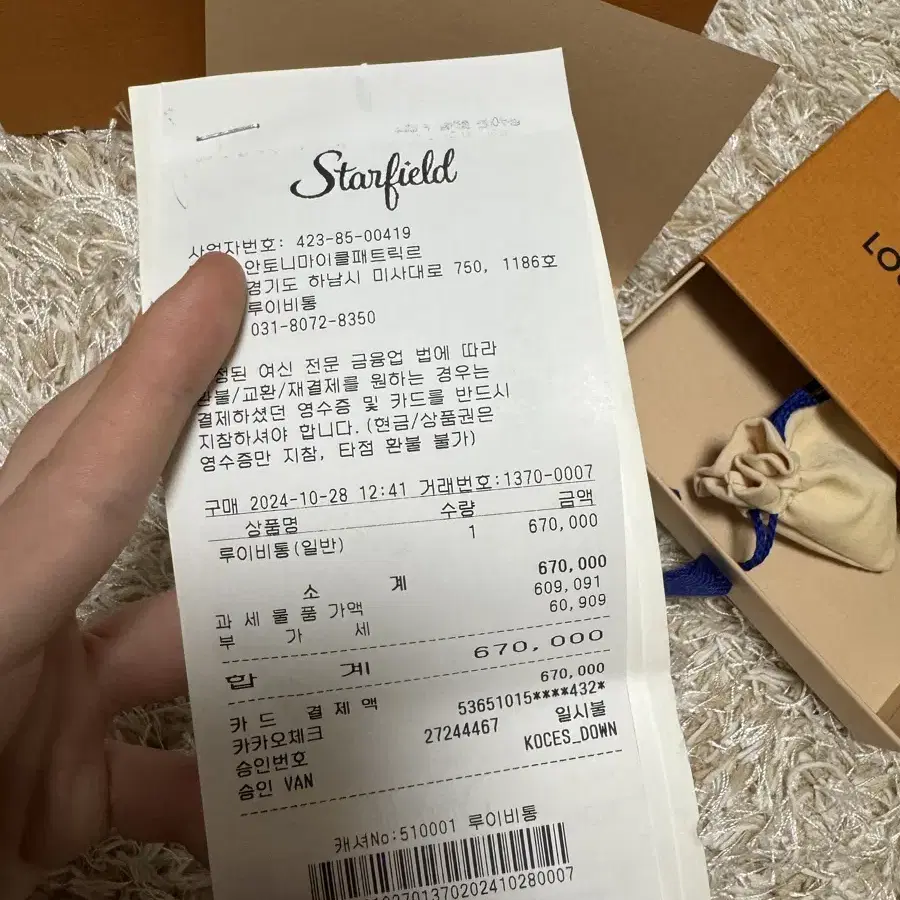 Starfield
사업자번호: 423-85-00419
안토니마이클패트릭르
경기도 하남시 미사대로 750, 1186호
루이비통
031-8072-8350
된 여신 전문 금융업 법에 따라
환불/교환/재결제를 원하는 경우는
결제하셨던 영수증 및 카드를 반드시
지참하셔야 합니다.(현금/상품권은
영수증만 지참, 타점 환불 불가)
구매 2024-10-28 12:41 거래번호:1370-0007
상품명 수량 금액
루이비통(일반) 1 670,000
소 계 670,000
과 세 물 품 가액 609,091
부 가 세 60,909
합 계 670,000
카 드 결 제 액 670,000
카카오체크 53651015****432*
승인번호 27244467 일시불
승인 VAN KOCES_DOWN
캐셔No:510001 루이비통
LO